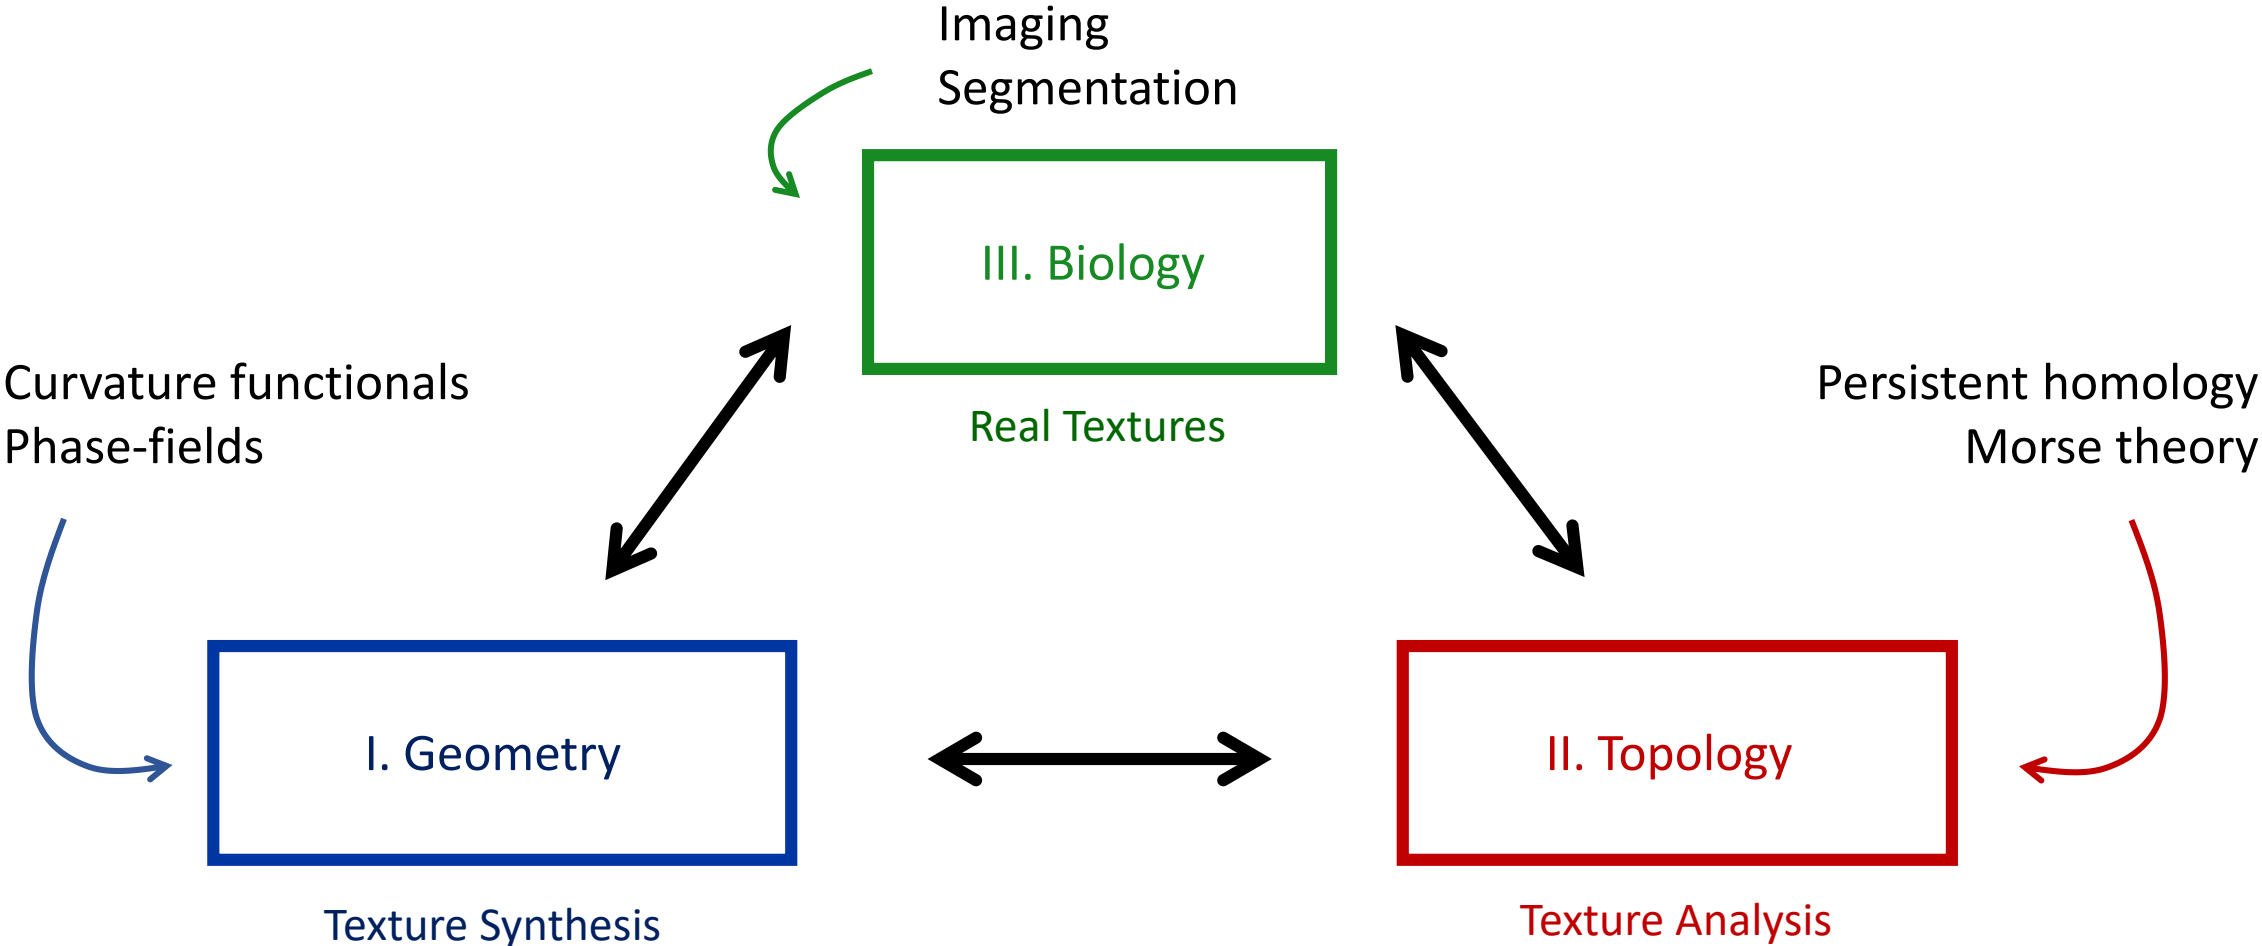 Imaging
Segmentation
III. Biology
Real Textures
Curvature functionals
Phase-fields
Persistent homology
Morse theory
I. Geometry
Texture Synthesis
II. Topology
Texture Analysis